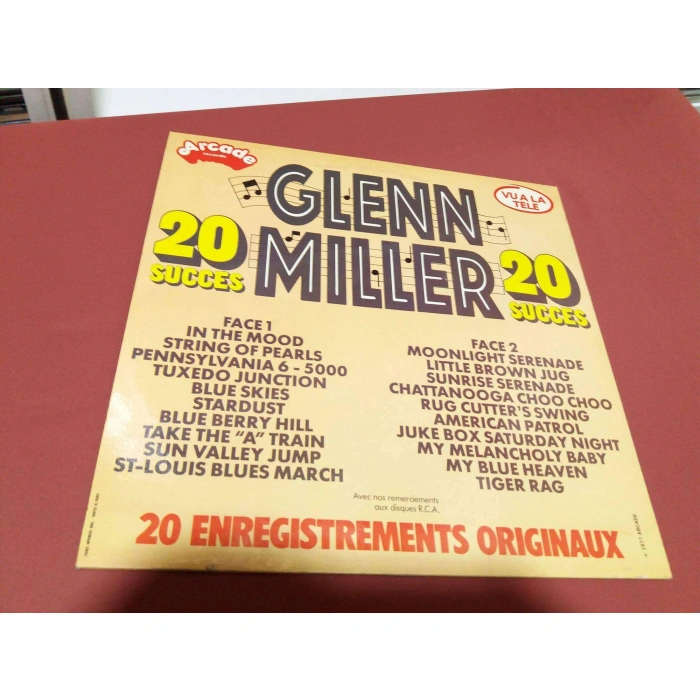 Arcade
records
GLENN
MILLER
VU A LA
TELE
20
SUCCES
20
SUCCES
FACE 1
IN THE MOOD
STRING OF PEARLS
PENNSYLVANIA 6 - 5000
TUXEDO JUNCTION
BLUE SKIES
STARDUST
BLUE BERRY HILL
TAKE THE "A" TRAIN
SUN VALLEY JUMP
ST-LOUIS BLUES MARCH
FACE 2
MOONLIGHT SERENADE
LITTLE BROWN JUG
SUNRISE SERENADE
CHATTANOOGA CHOO CHOO
RUG CUTTER'S SWING
AMERICAN PATROL
JUKE BOX SATURDAY NIGHT
MY MELANCHOLY BABY
MY BLUE HEAVEN
TIGER RAG
Avec nos remerciements
aux disques R.C.A.
20 ENREGISTREMENTS ORIGINAUX
© 1977 ARCADE